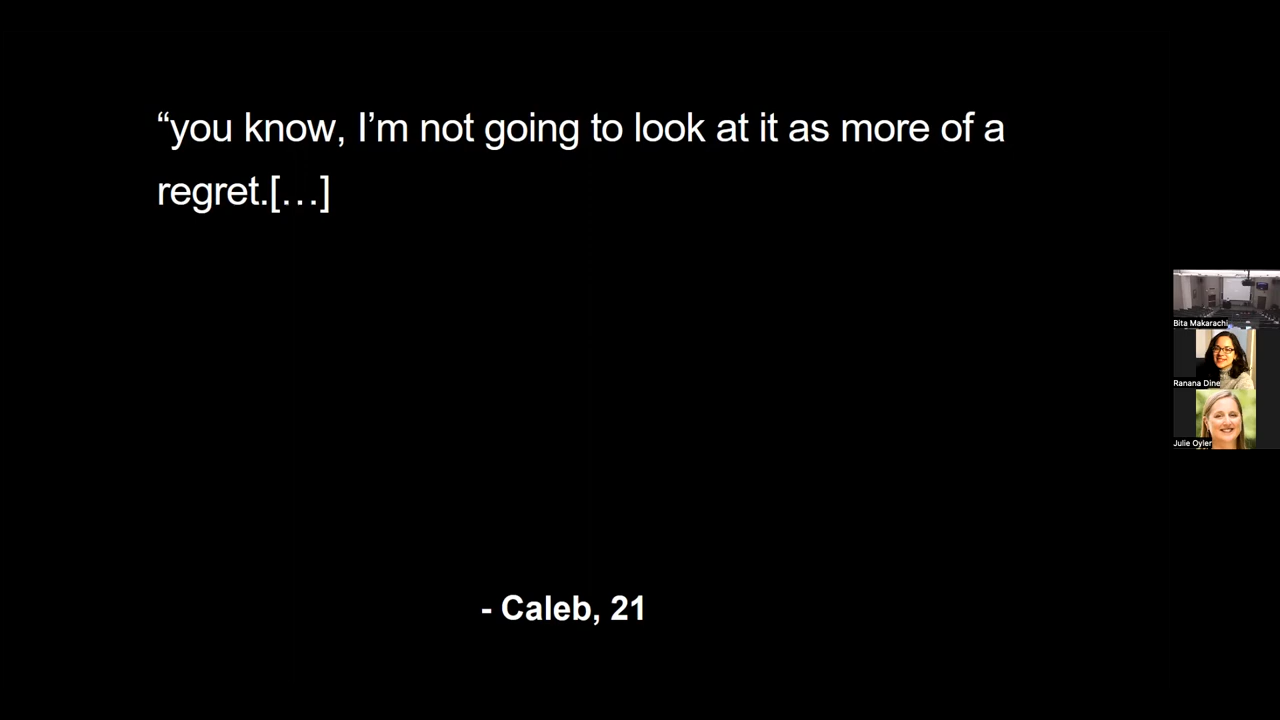 “you know, I’m not going to look at it as more of a
regret.[…]
- Caleb, 21
Bita Makarachi
Ranana Dine
Julie Oyler